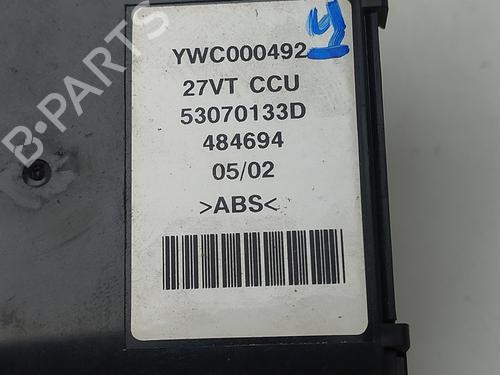 YWC000492
27VT CCU
53070133D
484694
05/02
>ABS<
B-PARTS